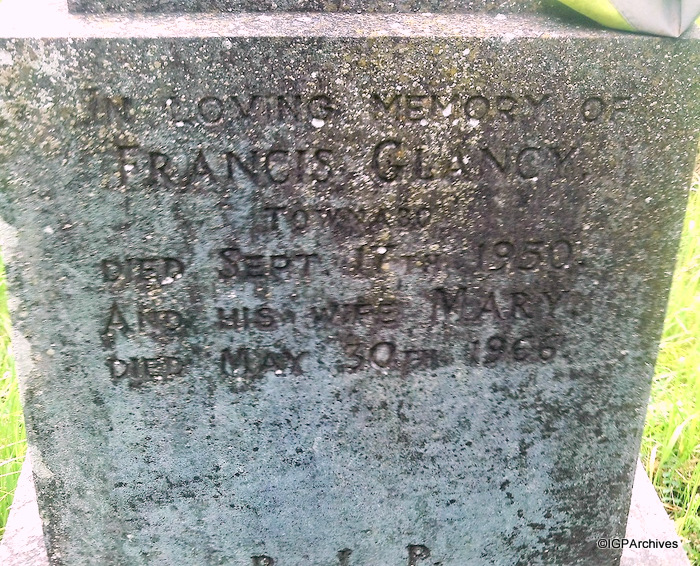 IN LOVING MEMORY OF
FRANCIS GLANCY.
DIED SEPT. 17TH 1950.
AND HIS WIFE MARY.
DIED MAY 30TH 1966.
R. I. P.
©IGPArchives